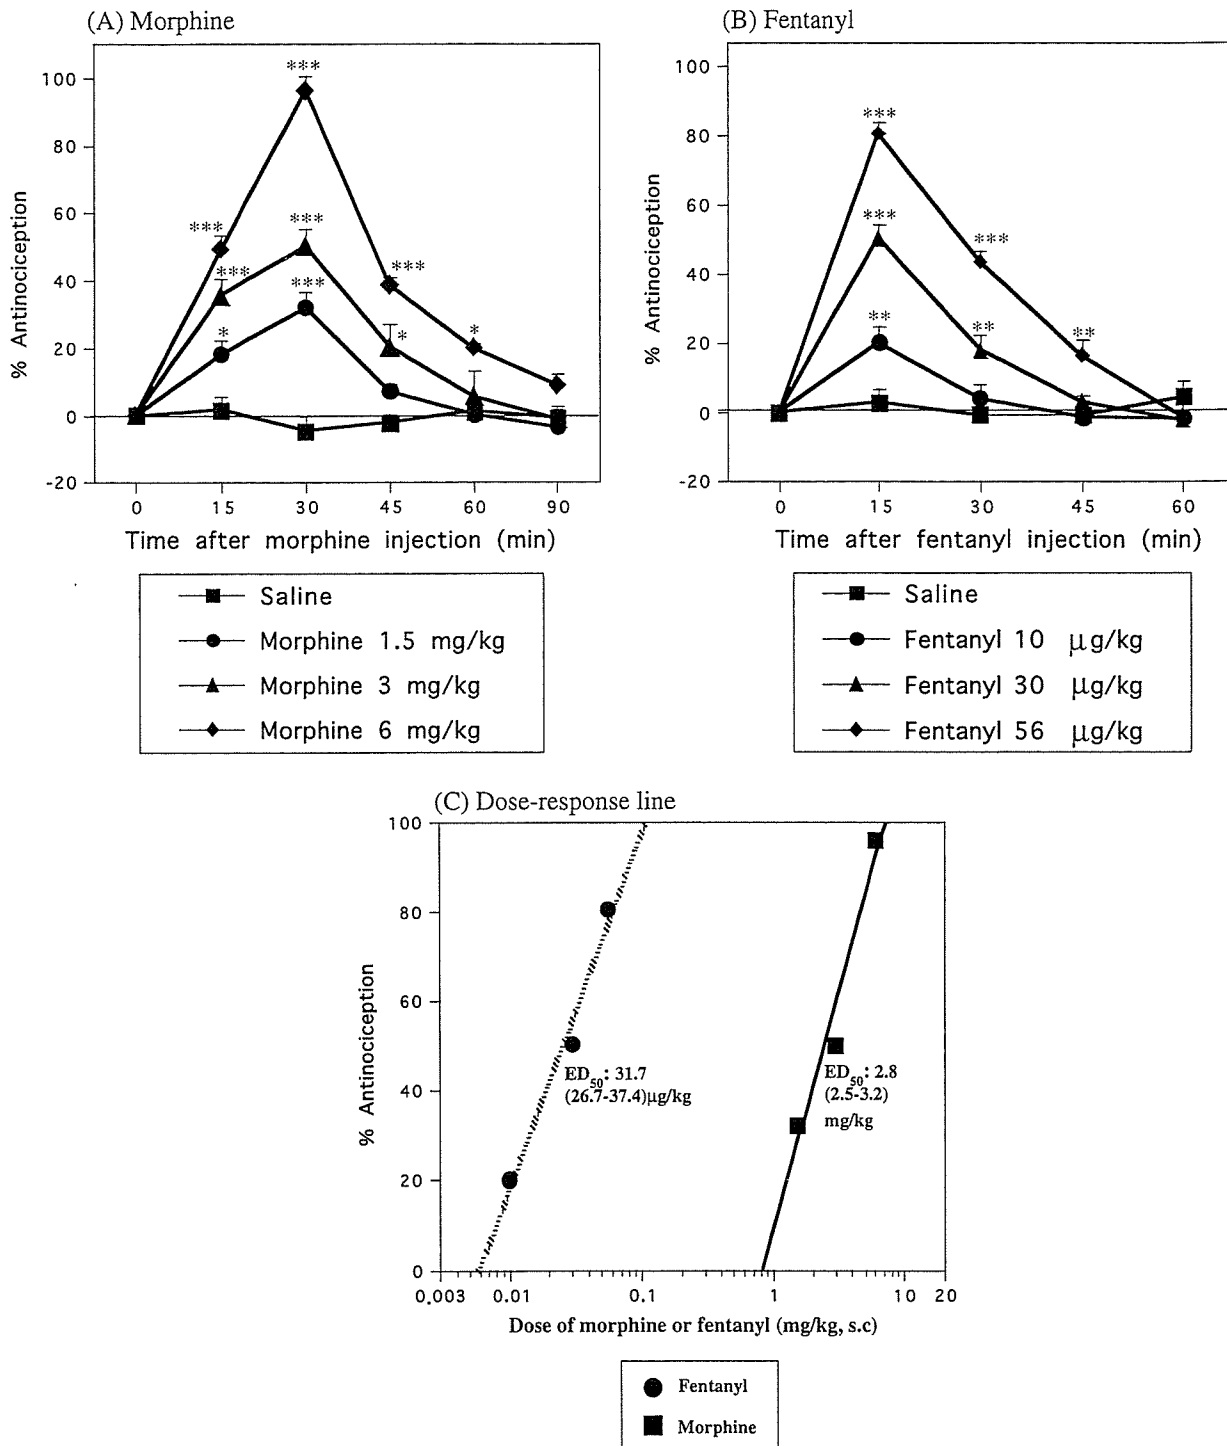 (A) Morphine
100
80
60
40
20
0
-20
% Antinociception
***
***
***
***
***
***
*
*
*
0 15 30 45 60 90
Time after morphine injection (min)
Saline
Morphine 1.5 mg/kg
Morphine 3 mg/kg
Morphine 6 mg/kg
(B) Fentanyl
100
80
60
40
20
0
-20
% Antinociception
***
***
***
**
**
**
0 15 30 45 60
Time after fentanyl injection (min)
Saline
Fentanyl 10 μg/kg
Fentanyl 30 μg/kg
Fentanyl 56 μg/kg
(C) Dose-response line
100
80
60
40
20
0
% Antinociception
ED50: 31.7
(26.7-37.4)μg/kg
ED50: 2.8
(2.5-3.2)
mg/kg
0.003 0.01 0.1 1 10 20
Dose of morphine or fentanyl (mg/kg, s.c)
Fentanyl
Morphine